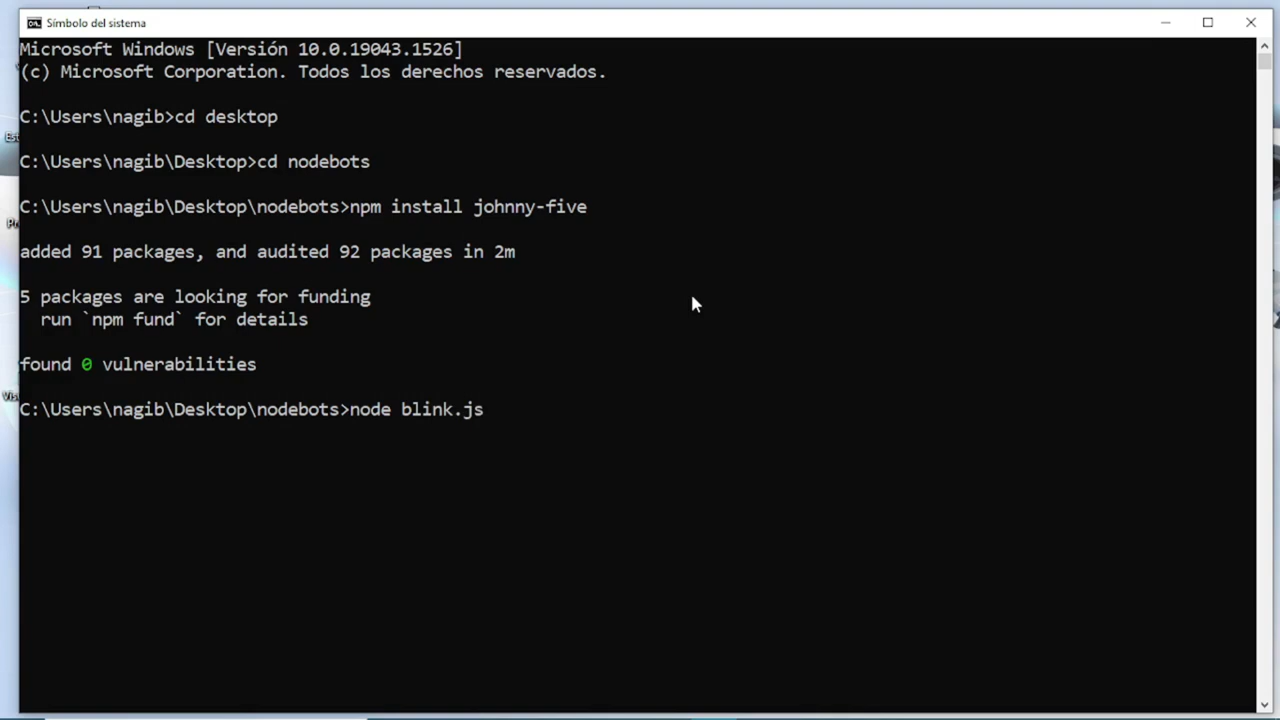 Símbolo del sistema
Microsoft Windows [Versión 10.0.19043.1526]
(c) Microsoft Corporation. Todos los derechos reservados.
C:\Users\nagib>cd desktop
C:\Users\nagib\Desktop>cd nodebots
C:\Users\nagib\Desktop\nodebots>npm install johnny-five
added 91 packages, and audited 92 packages in 2m
5 packages are looking for funding
run `npm fund` for details
found 0 vulnerabilities
C:\Users\nagib\Desktop\nodebots>node blink.js